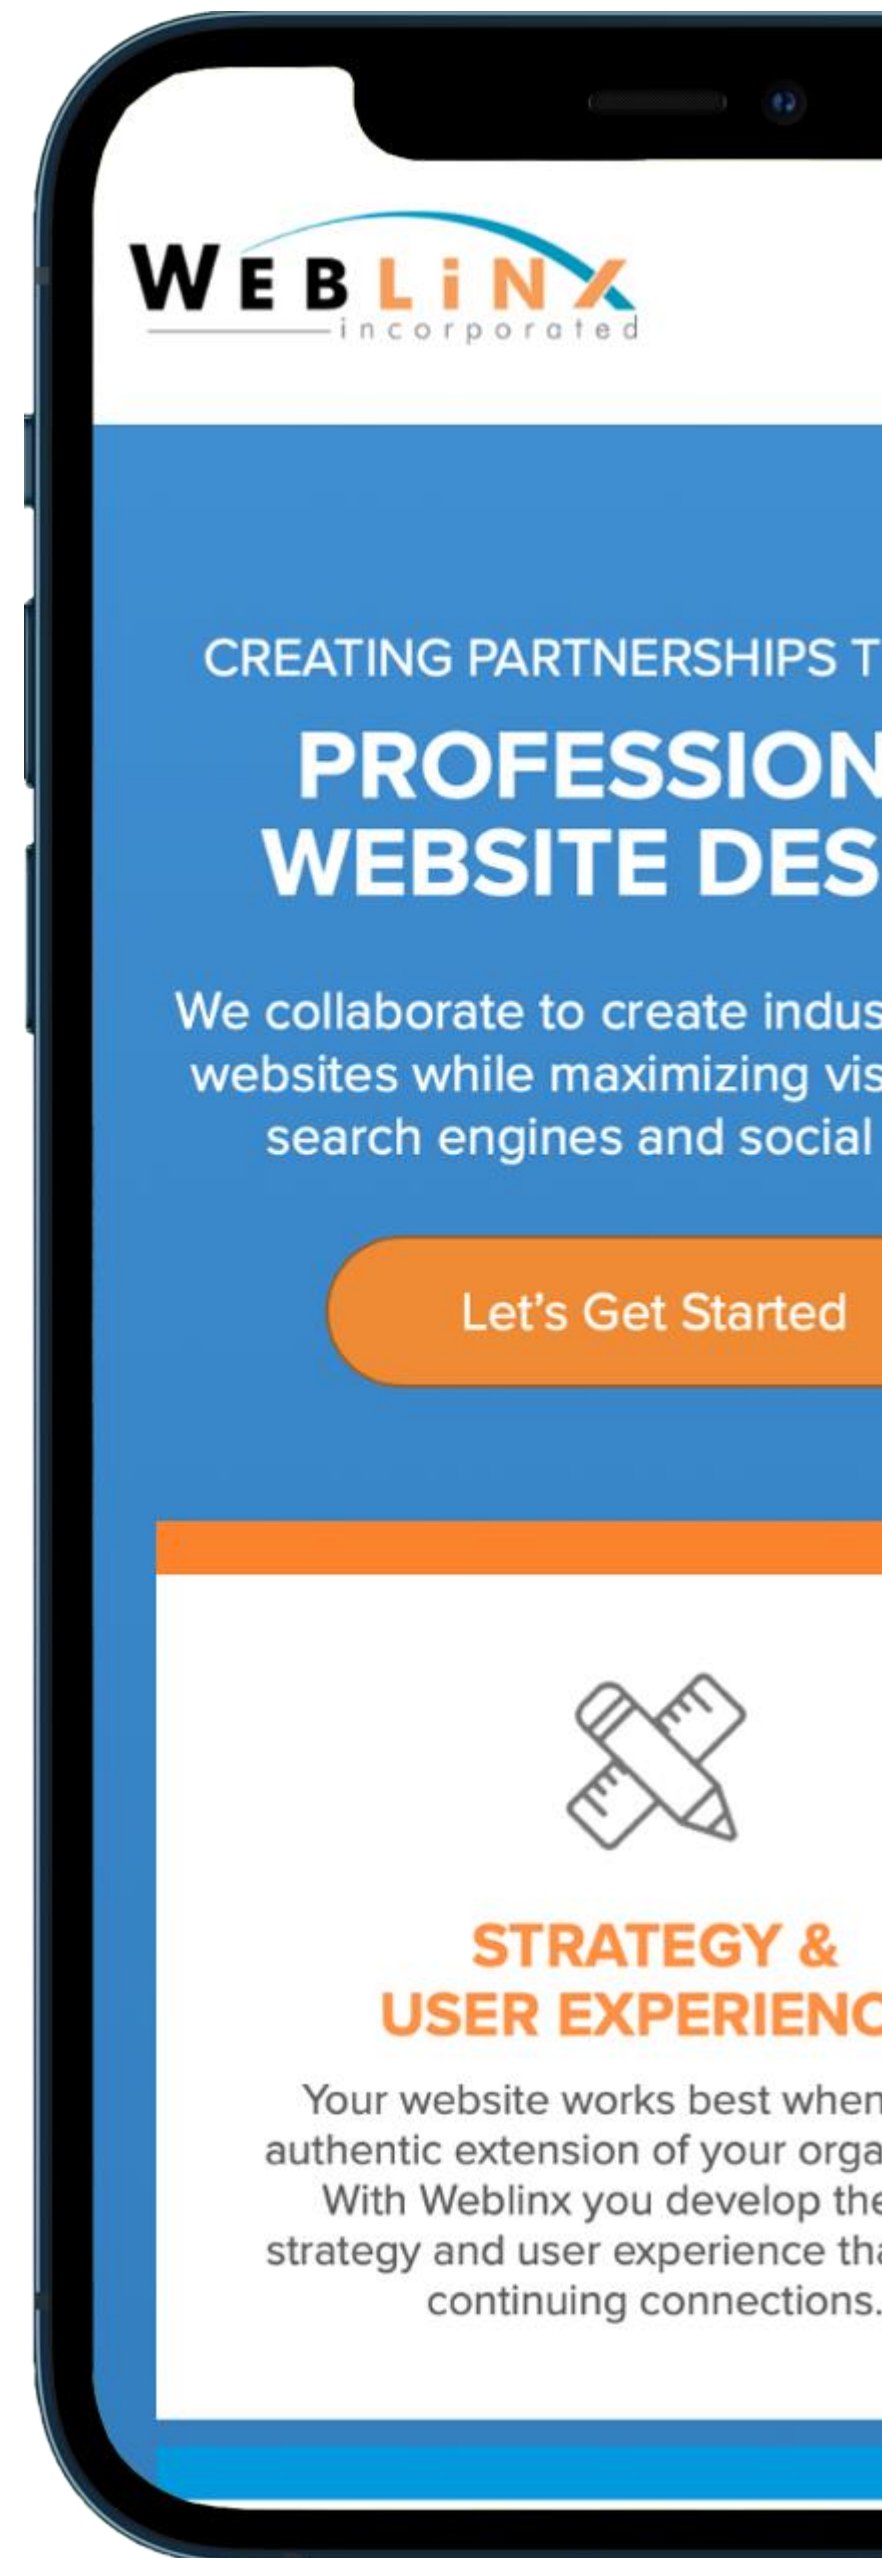 WEBLiNX
incorporated
CREATING PARTNERSHIPS T
PROFESSION
WEBSITE DES
We collaborate to create indus
websites while maximizing vis
search engines and social
Let's Get Started
STRATEGY &
USER EXPERIENC
Your website works best when
authentic extension of your orga
With Weblinx you develop the
strategy and user experience tha
continuing connections.